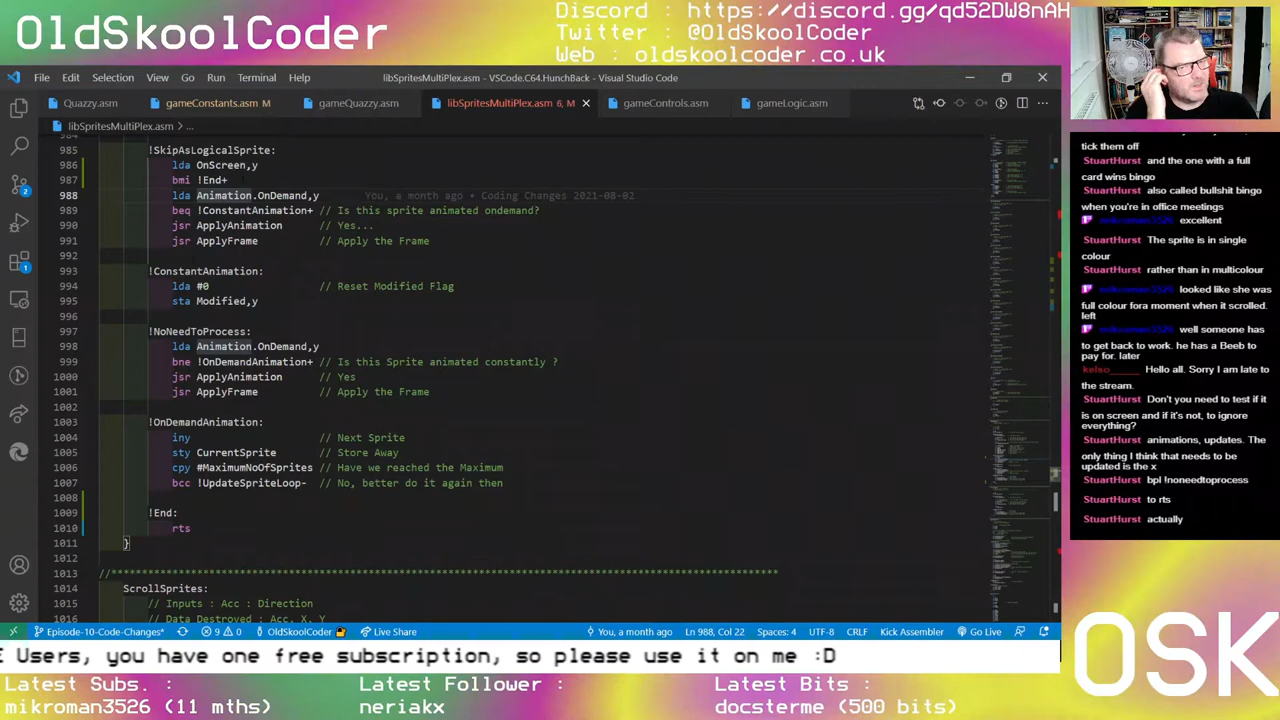 OldSkoolCoder
Discord : https://discord.gg/qd52DW8nAH
Twitter : @OldSkoolCoder
Web : oldskoolcoder.co.uk
File Edit Selection View Go Run Terminal Help
libSpritesMultiPlex.asm - VSCode.C64.HunchBack - Visual Studio Code
Quazzy.asm
gameConstants.asm M
gameQuazzy.asm
libSpritesMultiPlex.asm 6, M
gameControls.asm
gameLogic.asm
libSpritesMultiPlex.asm > ...
985 !SkipAsLogicalSprite:
986 lda OnScreen,y
987 bmi !End+
988 lda Animation.OnDemand,y You, a month ago • Coding Changes 2021-08-02
989 beq !ConstantAnimation+ // Is this sprite animated ondemand?
990 jsr ApplyAnimation // Yes...
991 jsr ApplyFrame // Apply the Frame
992
993 !ConstantAnimation:
994 lda #0 // Reset Modified Flag
995 sta Modified,y
996
997 !NoNeedToProcess:
998 lda Animation.OnDemand,y
999 bne !OnDemandAnimation+ // Is this Sprite animated constantly ?
1000 jsr ApplyAnimation // Yes
1001 jsr ApplyFrame // Apply the Frame
1002
1003 !OnDemandAnimation:
1004 iny // Next Sprite
1005 sty CurrentSprite // Store Away
1006 cpy #MaximumNoOfSprites // Have we reached the Maximum
1007 bcc !UpdateSpriteLoop- // No, better do it again then
1008
1009 !End:
1010 rts
1011 }
1012
1013 //***************************************************************************************
1014 ScrollSprites:
1015 // Inputs : Acc : Direction
1016 // Data Destroyed : Acc, X, Y
Episode-10-Code-Changes* 9 0 OldSkoolCoder Live Share
You, a month ago Ln 988, Col 22 Spaces: 4 UTF-8 CRLF Kick Assembler Go Live
tick them off
StuartHurst and the one with a full
card wins bingo
StuartHurst also called bullshit bingo
when you're in office meetings
mikroman3526 excellent
StuartHurst The sprite is in single
colour
StuartHurst rather than in multicolour
mikroman3526 looked like she was
full colour fora moment when it scrolled.
left
mikroman3526 well someone has
to get back to work. he has a Beeb to
pay for. later
kelso_____ Hello all. Sorry I am late to
the stream.
StuartHurst Don't you need to test if it
is on screen and if it's not, to ignore
everything?
StuartHurst animations, updates. The
only thing I think that needs to be
updated is the x
StuartHurst bpl !noneedtoprocess
StuartHurst to rts
StuartHurst actually
OSK
E Users, you have one free subscription, so please use it on me :D
Latest Subs. :
mikroman3526 (11 mths)
Latest Follower :
neriakx
Latest Bits :
docsterme (500 bits)